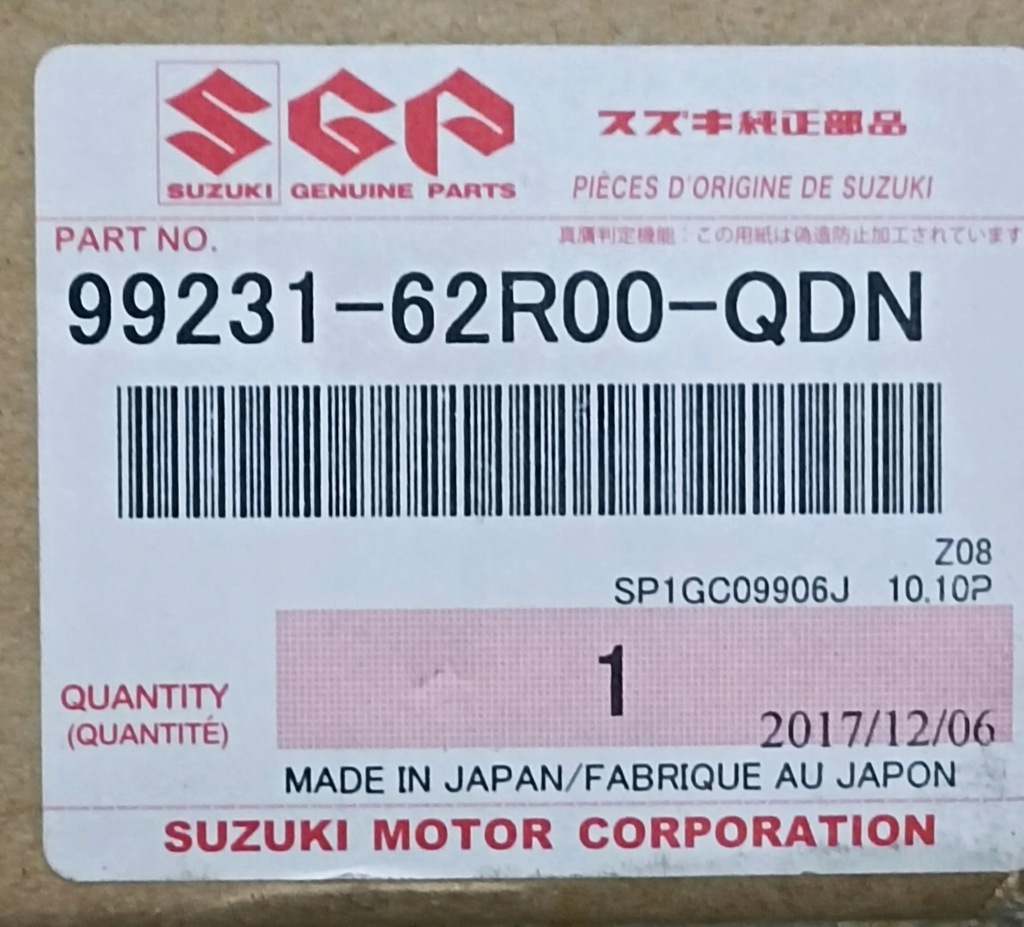 SGP
スズキ純正部品
SUZUKI GENUINE PARTS
PIÈCES D'ORIGINE DE SUZUKI
PART NO.
真贋判定機能：この用紙は偽造防止加工されています
99231-62R00-QDN
Z08
SP1GC09906J 10.10P
1
QUANTITY
(QUANTITÉ)
2017/12/06
MADE IN JAPAN/FABRIQUE AU JAPON
SUZUKI MOTOR CORPORATION